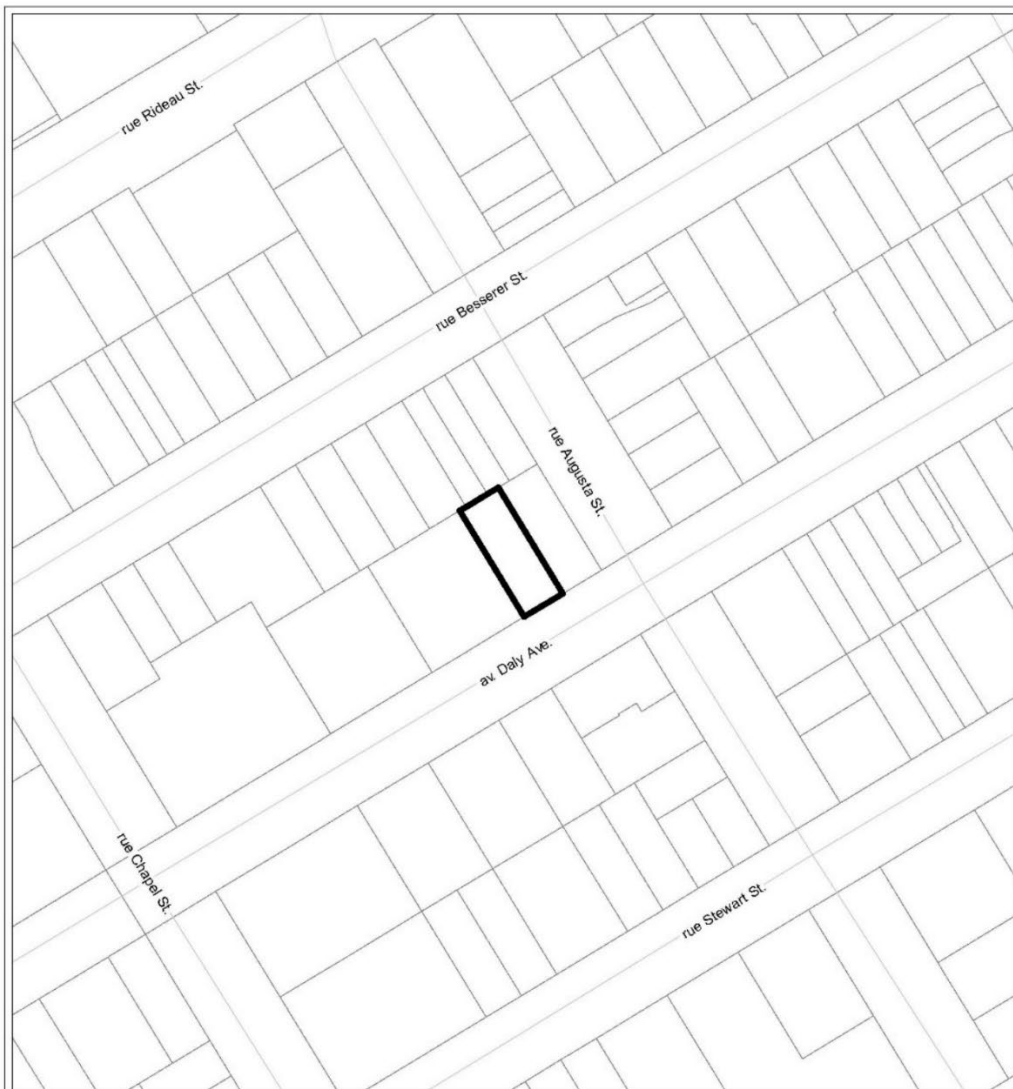 rue Rideau St.
rue Besserer St.
rue Augusta St.
av. Daly Ave.
rue Chapel St.
rue Stewart St.